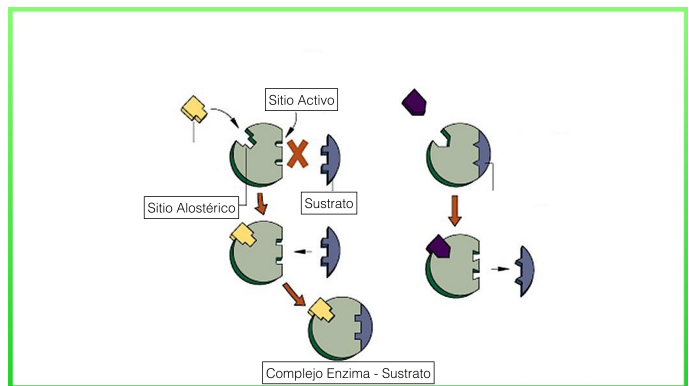 Sitio Activo
Sitio Alostérico
Sustrato
Complejo Enzima - Sustrato